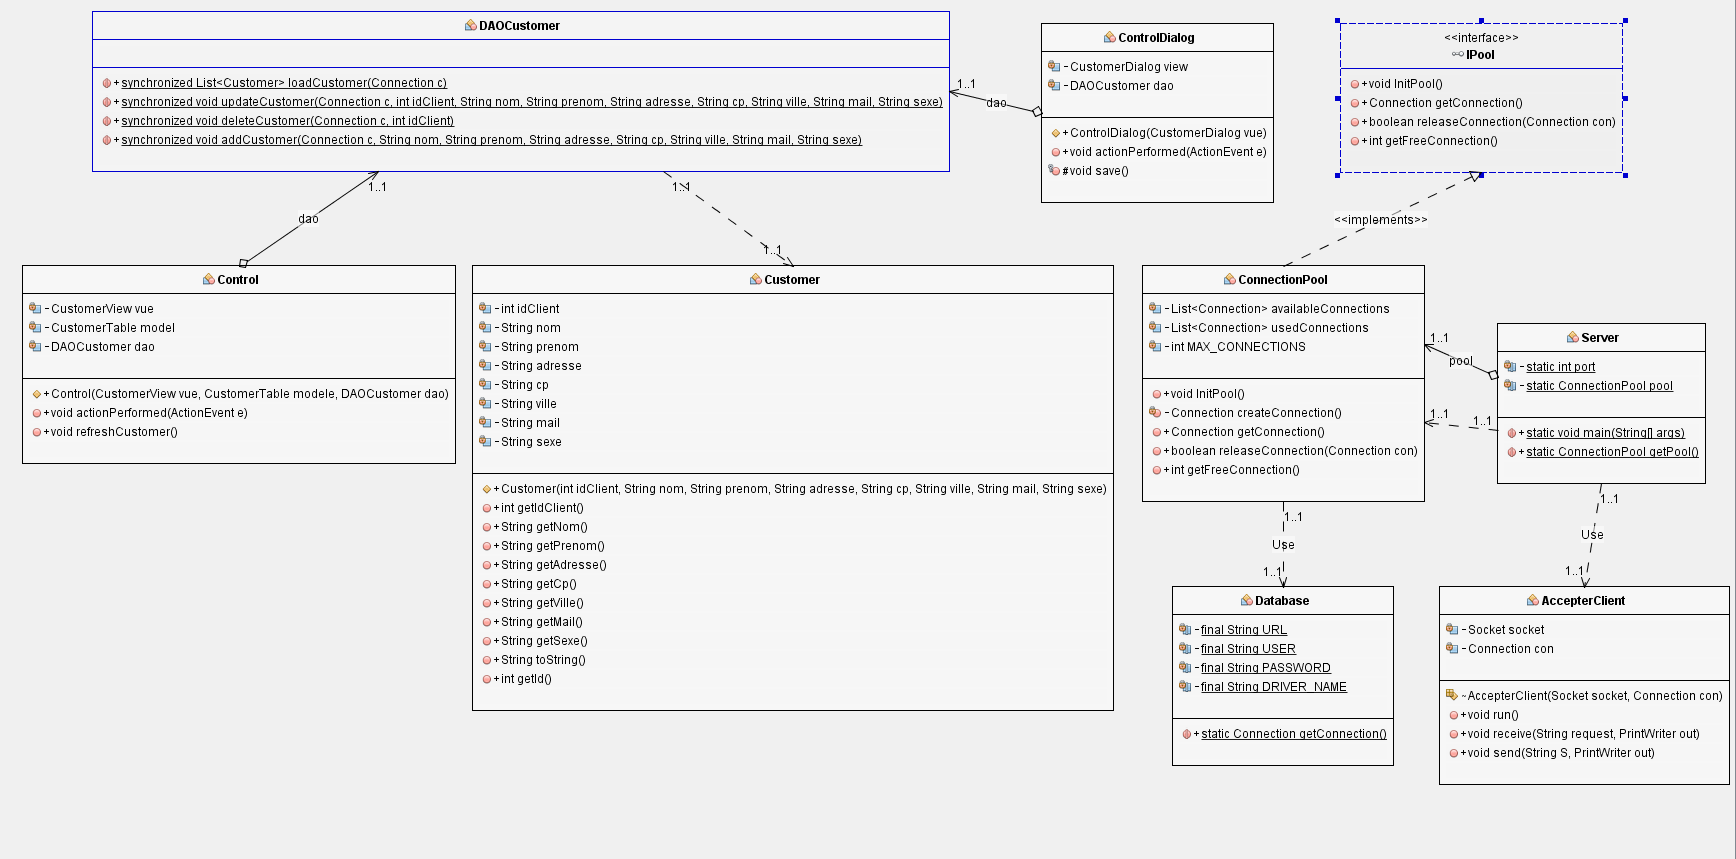 DAOCustomer
+ synchronized List<Customer> loadCustomer(Connection c)
+ synchronized void updateCustomer(Connection c, int idClient, String nom, String prenom, String adresse, String cp, String ville, String mail, String sexe)
+ synchronized void deleteCustomer(Connection c, int idClient)
+ synchronized void addCustomer(Connection c, String nom, String prenom, String adresse, String cp, String ville, String mail, String sexe)
1..1
dao
ControlDialog
- CustomerDialog view
- DAOCustomer dao
+ ControlDialog(CustomerDialog vue)
+ void actionPerformed(ActionEvent e)
# void save()
<<interface>>
IPool
+ void InitPool()
+ Connection getConnection()
+ boolean releaseConnection(Connection con)
+ int getFreeConnection()
1..1
dao
1..1
1..1
<<implements>>
Control
- CustomerView vue
- CustomerTable model
- DAOCustomer dao
+ Control(CustomerView vue, CustomerTable modele, DAOCustomer dao)
+ void actionPerformed(ActionEvent e)
+ void refreshCustomer()
Customer
- int idClient
- String nom
- String prenom
- String adresse
- String cp
- String ville
- String mail
- String sexe
+ Customer(int idClient, String nom, String prenom, String adresse, String cp, String ville, String mail, String sexe)
+ int getIdClient()
+ String getNom()
+ String getPrenom()
+ String getAdresse()
+ String getCp()
+ String getVille()
+ String getMail()
+ String getSexe()
+ String toString()
+ int getId()
ConnectionPool
- List<Connection> availableConnections
- List<Connection> usedConnections
- int MAX_CONNECTIONS
+ void InitPool()
- Connection createConnection()
+ Connection getConnection()
+ boolean releaseConnection(Connection con)
+ int getFreeConnection()
1..1
pool
1..1
1..1
Server
- static int port
- static ConnectionPool pool
+ static void main(String[] args)
+ static ConnectionPool getPool()
1..1
Use
1..1
1..1
Use
1..1
Database
- final String URL
- final String USER
- final String PASSWORD
- final String DRIVER_NAME
+ static Connection getConnection()
AccepterClient
- Socket socket
- Connection con
~ AccepterClient(Socket socket, Connection con)
+ void run()
+ void receive(String request, PrintWriter out)
+ void send(String S, PrintWriter out)